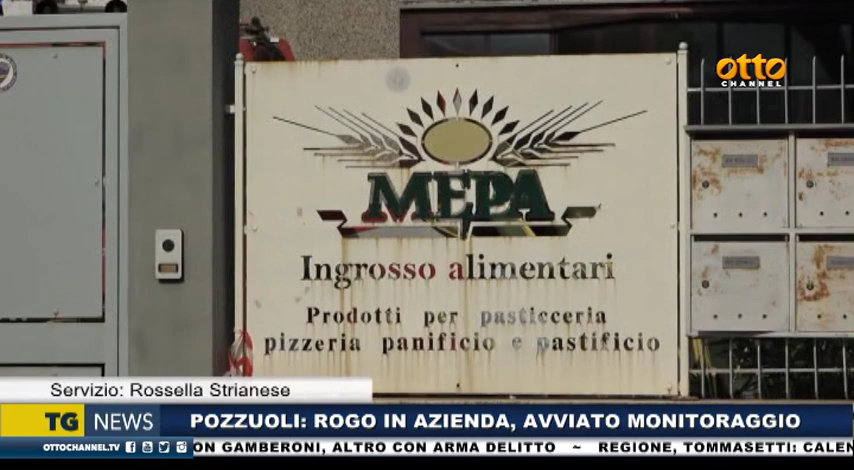 otto
CHANNEL
MEPA
Ingrosso alimentari
Prodotti per pasticceria
pizzeria panificio e pastificio
Servizio: Rossella Strianese
TG NEWS
POZZUOLI: ROGO IN AZIENDA, AVVIATO MONITORAGGIO
OTTOCHANNEL.TV
ON GAMBERONI, ALTRO CON ARMA DELITTO ~ REGIONE, TOMMASETTI: CALEN